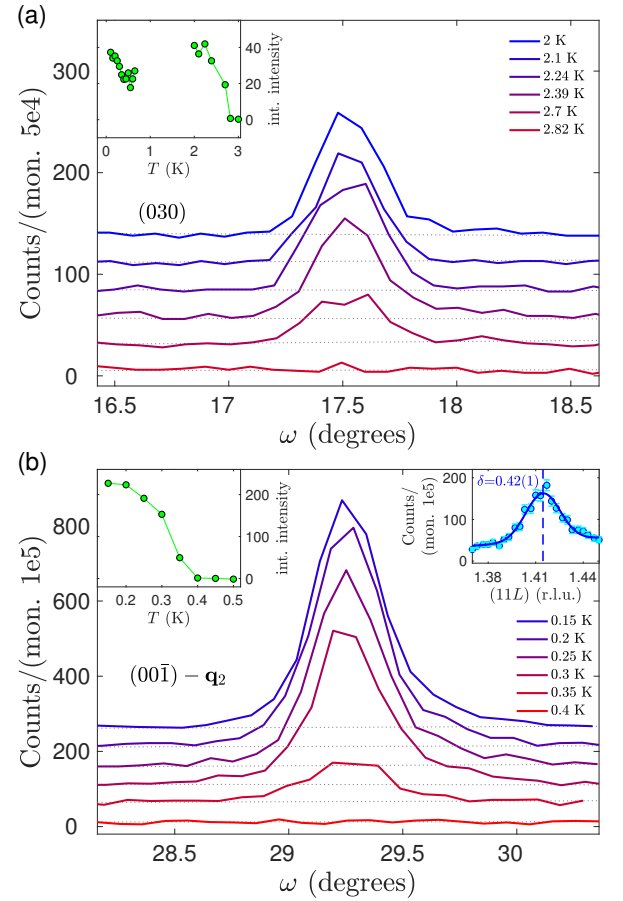 (a)
Counts/(mon. 5e4)
300
200
100
0
40
20
0
int. intensity
0 1 2 3
T (K)
(030)
2 K
2.1 K
2.24 K
2.39 K
2.7 K
2.82 K
16.5 17 17.5 18 18.5
ω (degrees)
(b)
Counts/(mon. 1e5)
800
600
400
200
0
200
100
0
int. intensity
0.2 0.3 0.4 0.5
T (K)
δ=0.42(1)
Counts/
(mon. 1e5)
200
100
0
1.38 1.41 1.44
(11L) (r.l.u.)
(001̄) − q₂
0.15 K
0.2 K
0.25 K
0.3 K
0.35 K
0.4 K
28.5 29 29.5 30
ω (degrees)